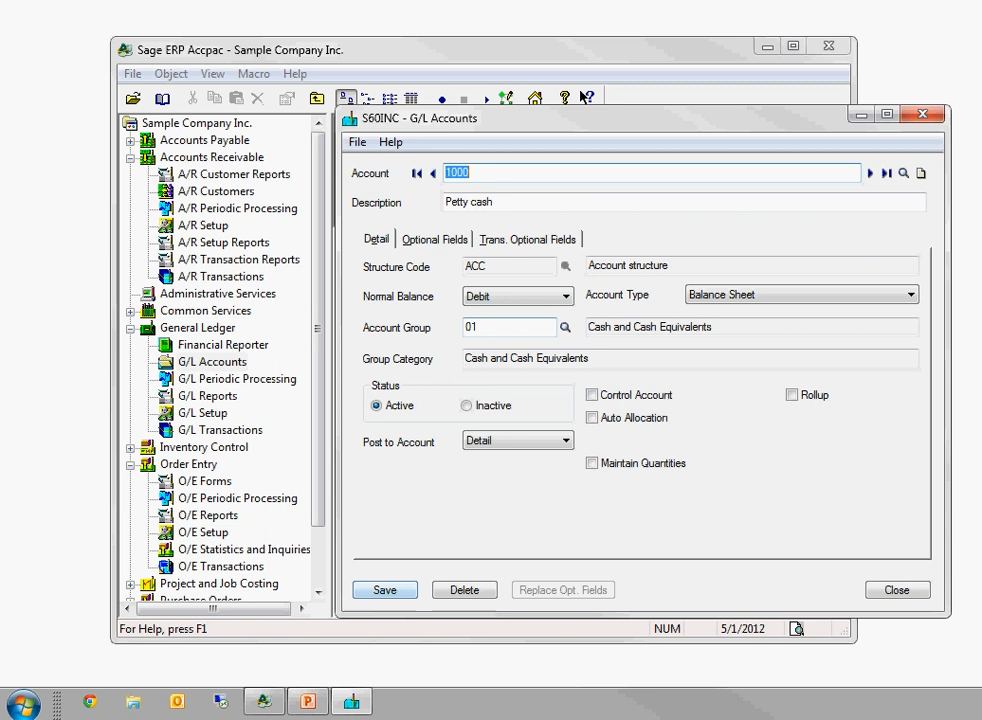 Sage ERP Accpac - Sample Company Inc.
File Object View Macro Help
Sample Company Inc.
Accounts Payable
Accounts Receivable
A/R Customer Reports
A/R Customers
A/R Periodic Processing
A/R Setup
A/R Setup Reports
A/R Transaction Reports
A/R Transactions
Administrative Services
Common Services
General Ledger
Financial Reporter
G/L Accounts
G/L Periodic Processing
G/L Reports
G/L Setup
G/L Transactions
Inventory Control
Order Entry
O/E Forms
O/E Periodic Processing
O/E Reports
O/E Setup
O/E Statistics and Inquiries
O/E Transactions
Project and Job Costing
Purchase Orders
For Help, press F1
NUM
5/1/2012
S60INC - G/L Accounts
File Help
Account 1000
Description Petty cash
Detail Optional Fields Trans. Optional Fields
Structure Code ACC Account structure
Normal Balance Debit Account Type Balance Sheet
Account Group 01 Cash and Cash Equivalents
Group Category Cash and Cash Equivalents
Status
Active Inactive
Control Account Rollup
Auto Allocation
Post to Account Detail
Maintain Quantities
Save Delete Replace Opt. Fields Close